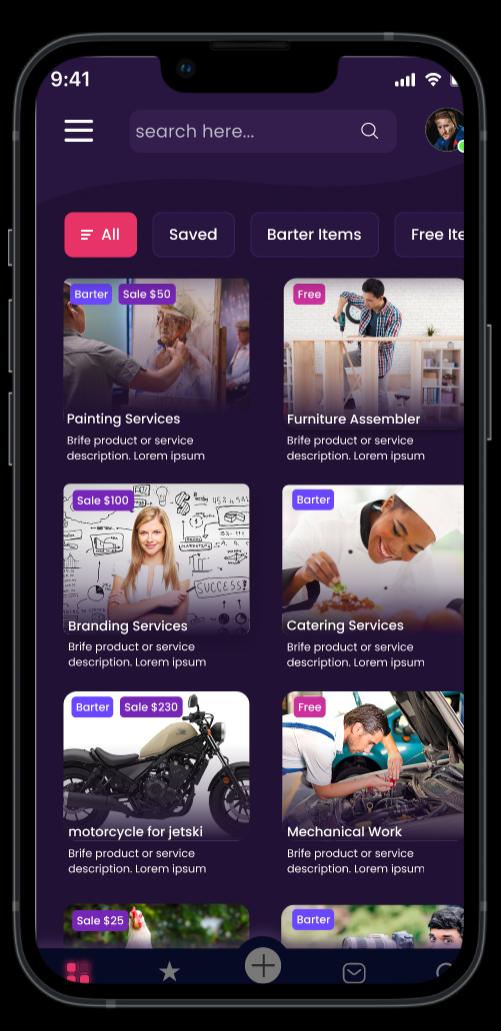 9:41
search here...
All
Saved
Barter Items
Free Ite
Barter
Sale $50
Free
Painting Services
Brife product or service
description. Lorem ipsum
Furniture Assembler
Brife product or service
description. Lorem ipsum
Sale $100
SUCCESS!
Barter
Branding Services
Brife product or service
description. Lorem ipsum
Catering Services
Brife product or service
description. Lorem ipsum
Barter
Sale $230
Free
motorcycle for jetski
Brife product or service
description. Lorem ipsum
Mechanical Work
Brife product or service
description. Lorem ipsum
Sale $25
Barter